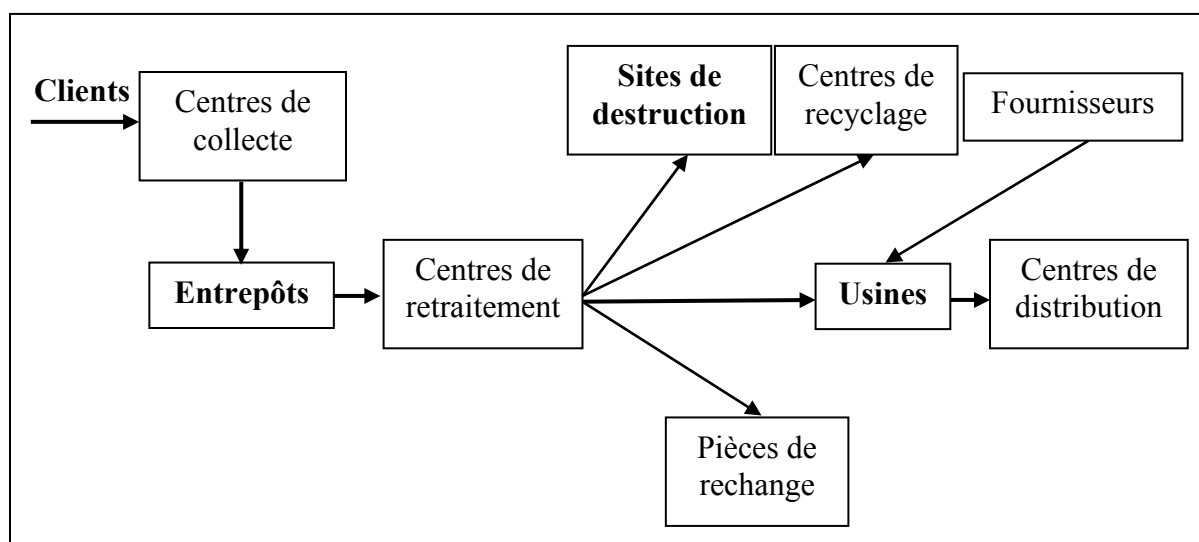 Clients
Centres de
collecte
Sites de
destruction
Centres de
recyclage
Fournisseurs
Entrepôts
Centres de
retraitement
Usines
Centres de
distribution
Pièces de
rechange